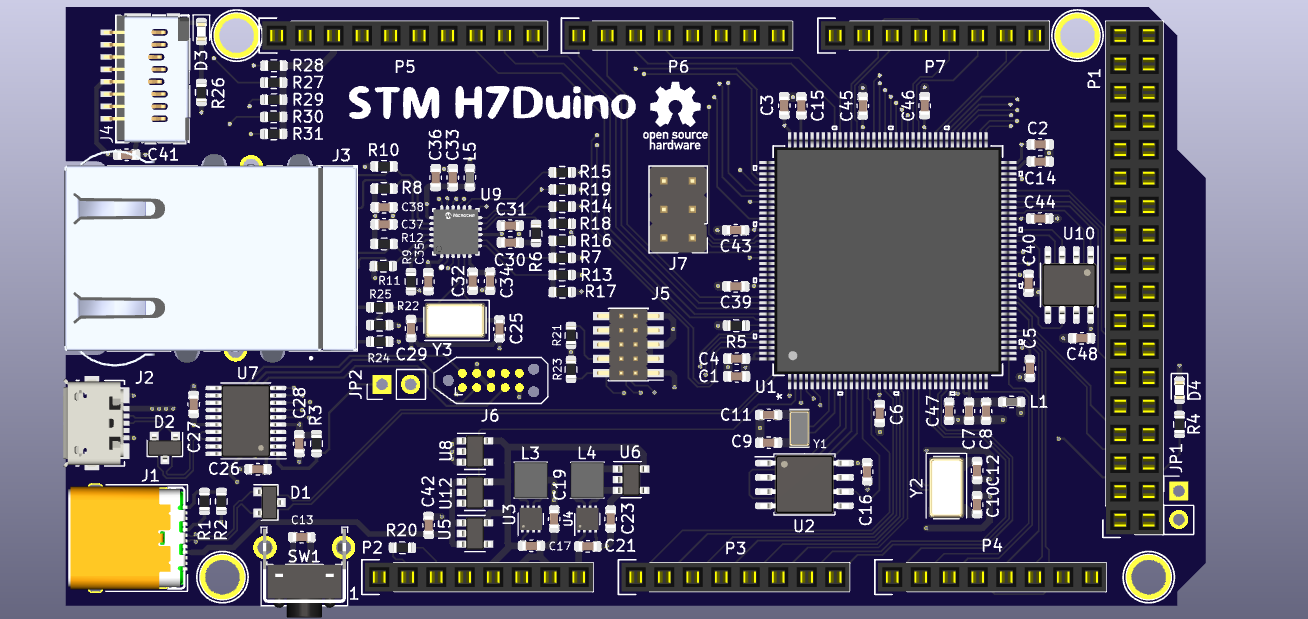 D3
R26
J4
C41
R28
R27
R29
R30
R31
P5
P6
P7
P1
STM H7Duino
open source
hardware
C3
C15
C45
C46
C2
C14
C44
U10
C40
C48
C5
J3
R10
R8
C38
C37
R12
R9
C35
R11
R25
R22
R24
C29
Y3
C36
C33
L5
U9
MICROCHIP
C31
C30
R6
C32
C34
C25
R15
R19
R14
R18
R16
R7
R13
R17
J7
C43
C39
R5
C4
C1
J5
R21
R23
J6
JP2
U1
J2
D2
U7
C27
C28
R3
C26
J1
R1
R2
D1
C13
SW1
1
R20
P2
C42
U8
U12
U5
L3
L4
U6
C19
U3
U4
C23
C17
C21
C11
C9
*
Y1
U2
C16
C6
C47
C7
C8
L1
Y2
C12
C10
D4
R4
JP1
P3
P4